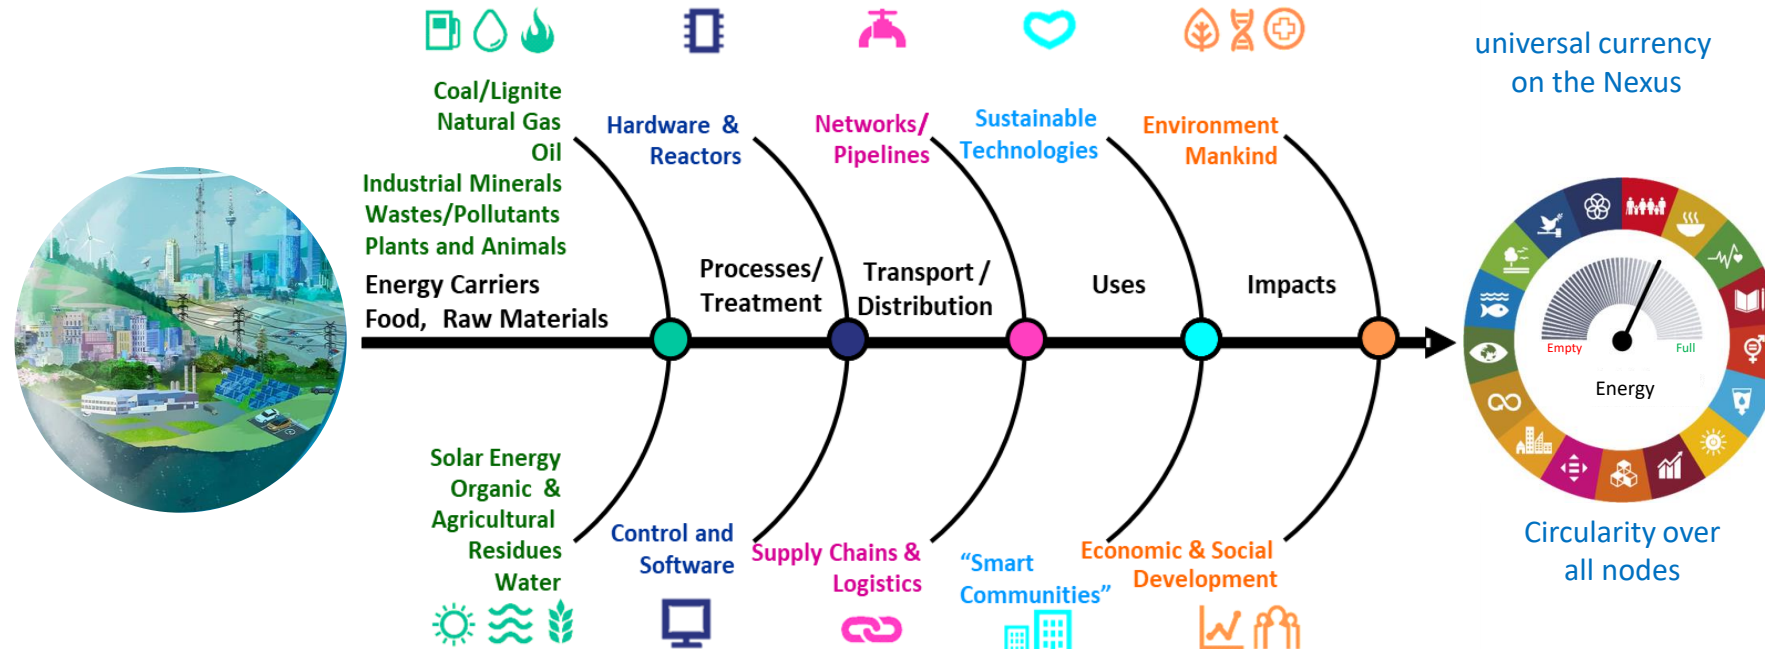 universal currency
on the Nexus
Coal/Lignite
Natural Gas
Oil
Industrial Minerals
Wastes/Pollutants
Plants and Animals
Energy Carriers
Food, Raw Materials
Hardware &
Reactors
Networks/
Pipelines
Sustainable
Technologies
Environment
Mankind
Processes/
Treatment
Transport /
Distribution
Uses
Impacts
Empty
Full
Energy
Solar Energy
Organic &
Agricultural
Residues
Water
Control and
Software
Supply Chains &
Logistics
“Smart
Communities”
Economic & Social
Development
Circularity over
all nodes